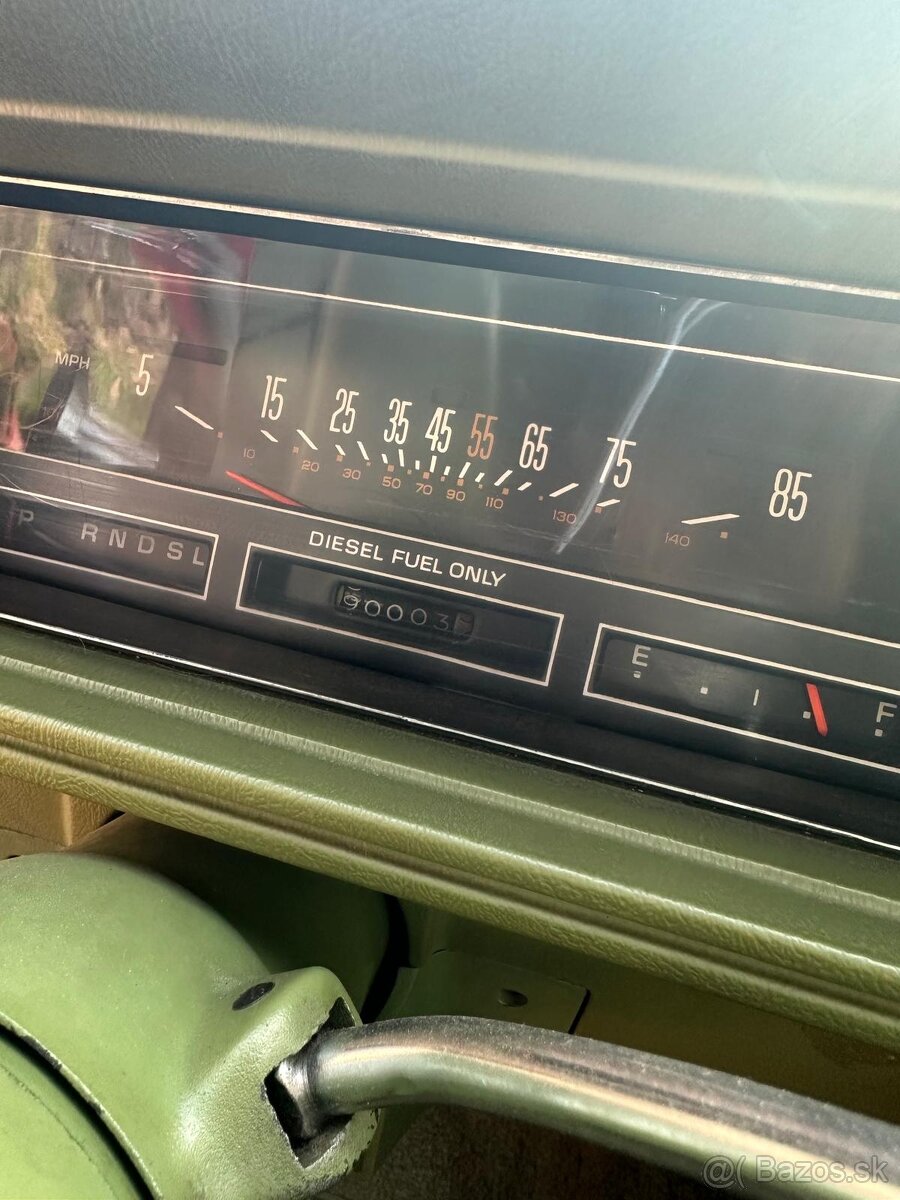 MPH 5 15 25 35 45 55 65 75 85
10 20 30 50 70 90 110 130 140
P R N D S L
DIESEL FUEL ONLY
90003
E F
@( Bazos.sk